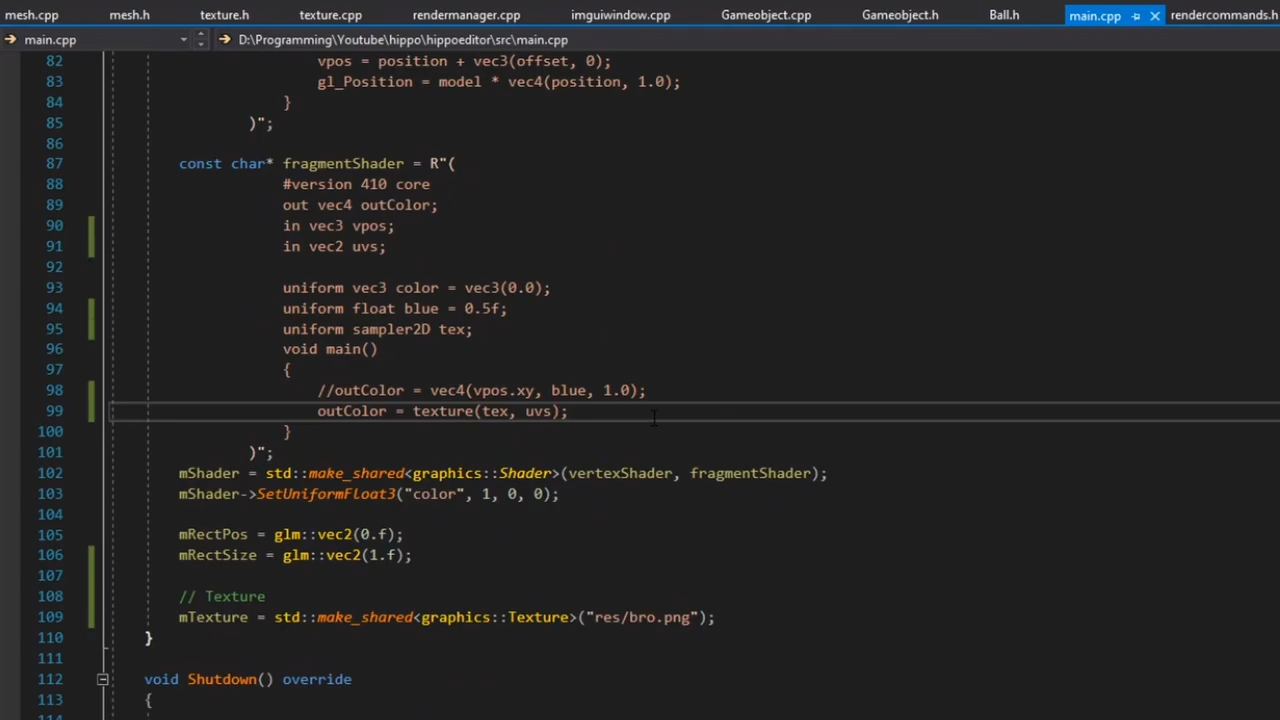 mesh.cpp mesh.h texture.h texture.cpp rendermanager.cpp imguiwindow.cpp Gameobject.cpp Gameobject.h Ball.h main.cpp rendercommands.h
main.cpp D:\Programming\Youtube\hippo\hippoeditor\src\main.cpp
82 vpos = position + vec3(offset, 0);
83 gl_Position = model * vec4(position, 1.0);
84 }
85 )";
86
87 const char* fragmentShader = R"(
88 #version 410 core
89 out vec4 outColor;
90 in vec3 vpos;
91 in vec2 uvs;
92
93 uniform vec3 color = vec3(0.0);
94 uniform float blue = 0.5f;
95 uniform sampler2D tex;
96 void main()
97 {
98 //outColor = vec4(vpos.xy, blue, 1.0);
99 outColor = texture(tex, uvs);
100 }
101 )";
102 mShader = std::make_shared<graphics::Shader>(vertexShader, fragmentShader);
103 mShader->SetUniformFloat3("color", 1, 0, 0);
104
105 mRectPos = glm::vec2(0.f);
106 mRectSize = glm::vec2(1.f);
107
108 // Texture
109 mTexture = std::make_shared<graphics::Texture>("res/bro.png");
110 }
111
112 void Shutdown() override
113 {